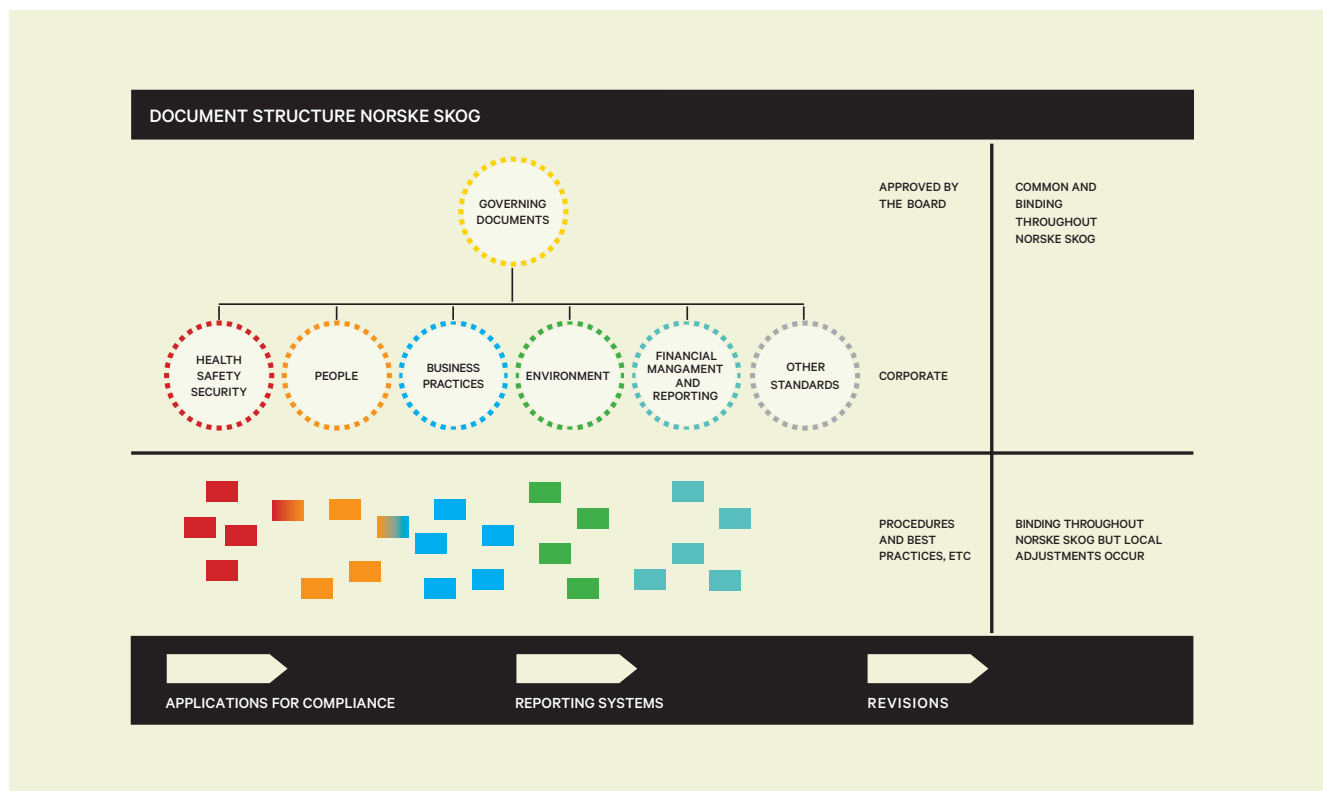 DOCUMENT STRUCTURE NORSKE SKOG
GOVERNING
DOCUMENTS
APPROVED BY
THE BOARD
COMMON AND
BINDING
THROUGHOUT
NORSKE SKOG
HEALTH
SAFETY
SECURITY
PEOPLE
BUSINESS
PRACTICES
ENVIRONMENT
FINANCIAL
MANGAMENT
AND
REPORTING
OTHER
STANDARDS
CORPORATE
PROCEDURES
AND BEST
PRACTICES, ETC
BINDING THROUGHOUT
NORSKE SKOG BUT LOCAL
ADJUSTMENTS OCCUR
APPLICATIONS FOR COMPLIANCE
REPORTING SYSTEMS
REVISIONS